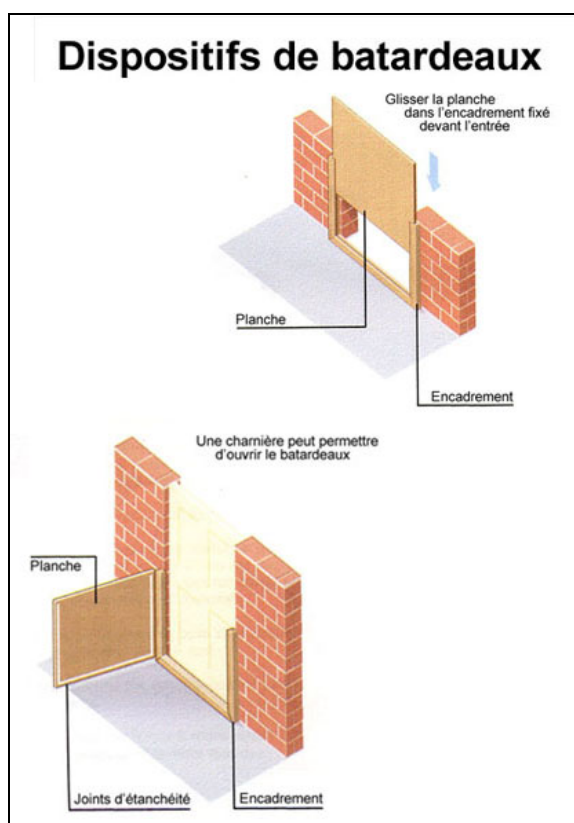 Dispositifs de batardeaux
Glisser la planche
dans l'encadrement fixé
devant l'entrée
Planche
Encadrement
Une charnière peut permettre
d'ouvrir le batardeaux
Planche
Joints d'étanchéité
Encadrement